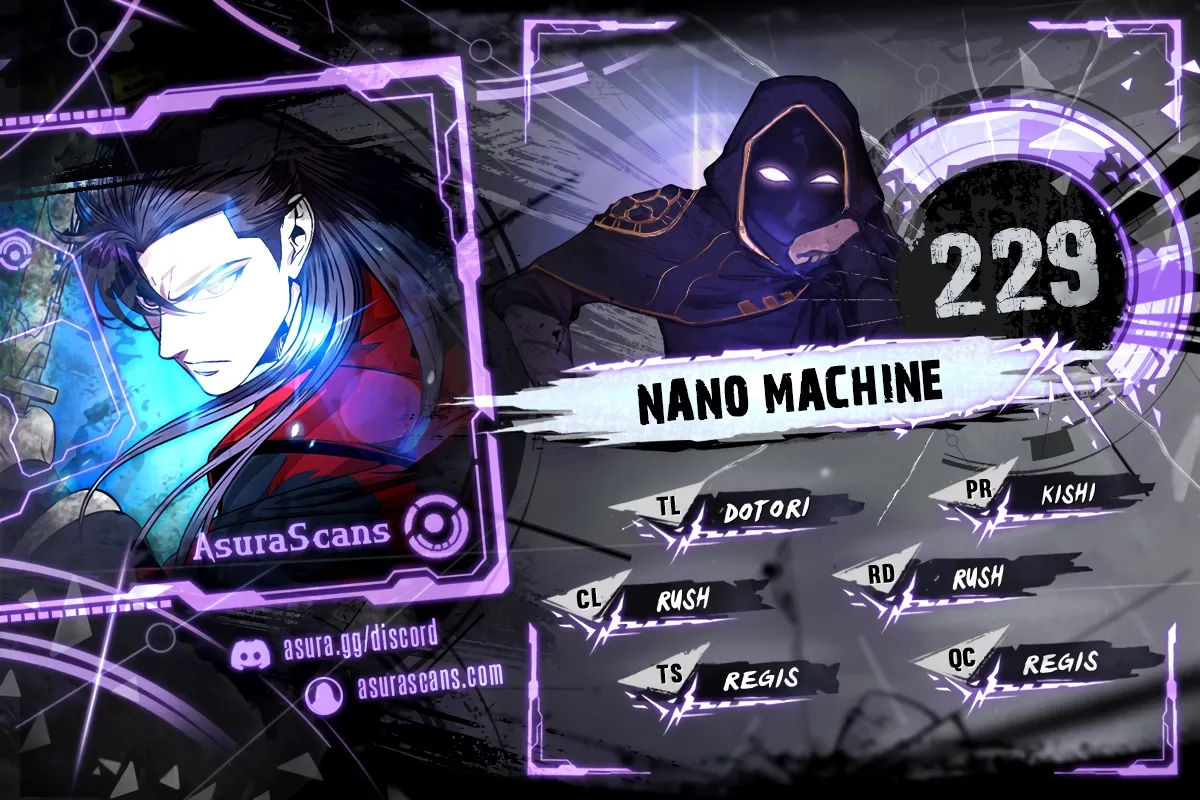 229
NANO MACHINE
TL DOTORI
PR KISHI
CL RUSH
RD RUSH
TS REGIS
QC REGIS
AsuraScans
asura.gg/discord
asurascans.com